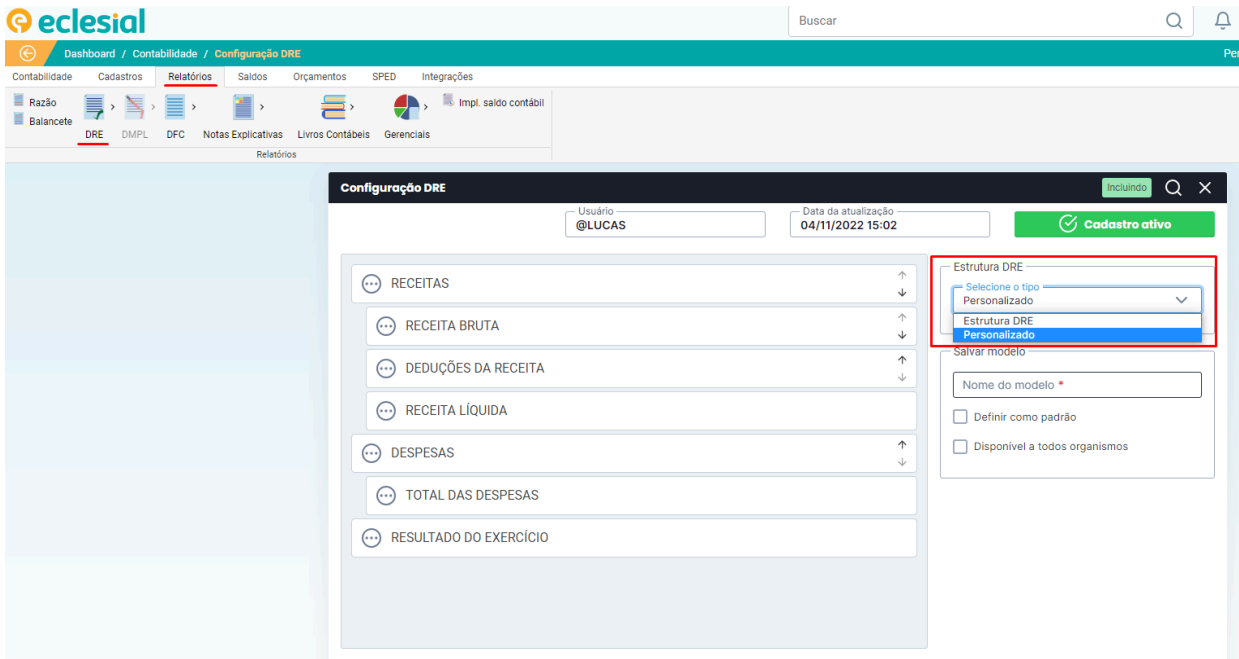 eclesial
Buscar
Dashboard / Contabilidade / Configuração DRE
Per
Contabilidade Cadastros Relatórios Saldos Orçamentos SPED Integrações
Razão
Balancete
DRE
DMPL
DFC
Notas Explicativas
Livros Contábeis
Gerenciais
Impl. saldo contábil
Relatórios
Configuração DRE
Incluindo
Usuário
@LUCAS
Data da atualização
04/11/2022 15:02
Cadastro ativo
RECEITAS
RECEITA BRUTA
DEDUÇÕES DA RECEITA
RECEITA LÍQUIDA
DESPESAS
TOTAL DAS DESPESAS
RESULTADO DO EXERCÍCIO
Estrutura DRE
Selecione o tipo
Personalizado
Estrutura DRE
Personalizado
Salvar modelo
Nome do modelo *
Definir como padrão
Disponível a todos organismos